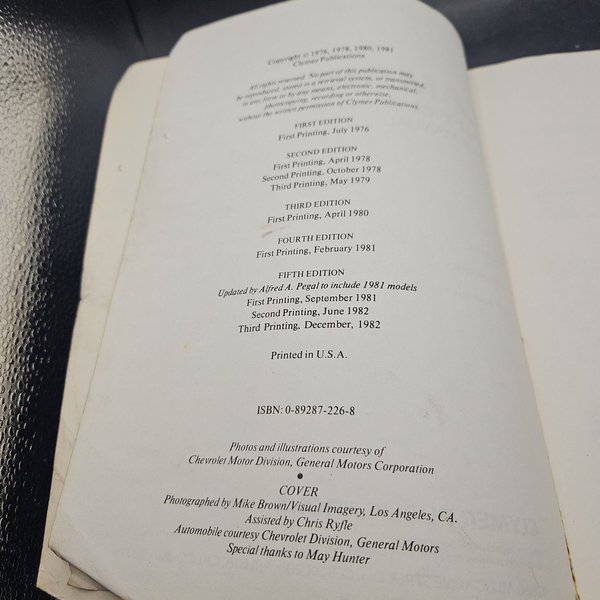 Copyright © 1976, 1978, 1980, 1981
Clymer Publications
All rights reserved. No part of this publication may
be reproduced, stored in a retrieval system, or transmitted,
in any form or by any means, electronic, mechanical,
photocopying, recording or otherwise,
without the written permission of Clymer Publications.
FIRST EDITION
First Printing, July 1976
SECOND EDITION
First Printing, April 1978
Second Printing, October 1978
Third Printing, May 1979
THIRD EDITION
First Printing, April 1980
FOURTH EDITION
First Printing, February 1981
FIFTH EDITION
Updated by Alfred A. Pegal to include 1981 models
First Printing, September 1981
Second Printing, June 1982
Third Printing, December, 1982
Printed in U.S.A.
ISBN: 0-89287-226-8
Photos and illustrations courtesy of
Chevrolet Motor Division, General Motors Corporation
•
COVER
Photographed by Mike Brown/Visual Imagery, Los Angeles, CA.
Assisted by Chris Ryfle
Automobile courtesy Chevrolet Division, General Motors
Special thanks to May Hunter